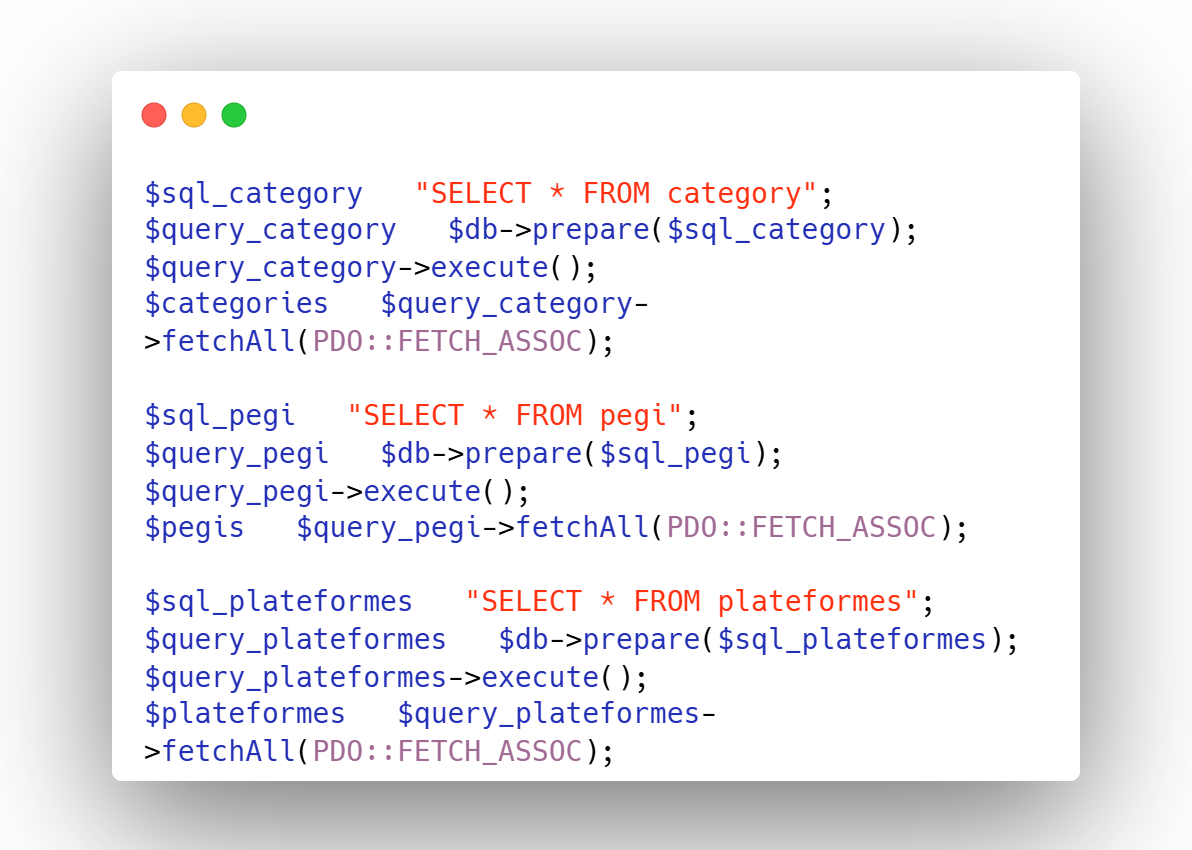 $sql_category   "SELECT * FROM category";
$query_category   $db->prepare($sql_category);
$query_category->execute();
$categories   $query_category-
>fetchAll(PDO::FETCH_ASSOC);

$sql_pegi   "SELECT * FROM pegi";
$query_pegi   $db->prepare($sql_pegi);
$query_pegi->execute();
$pegis   $query_pegi->fetchAll(PDO::FETCH_ASSOC);

$sql_plateformes   "SELECT * FROM plateformes";
$query_plateformes   $db->prepare($sql_plateformes);
$query_plateformes->execute();
$plateformes   $query_plateformes-
>fetchAll(PDO::FETCH_ASSOC);